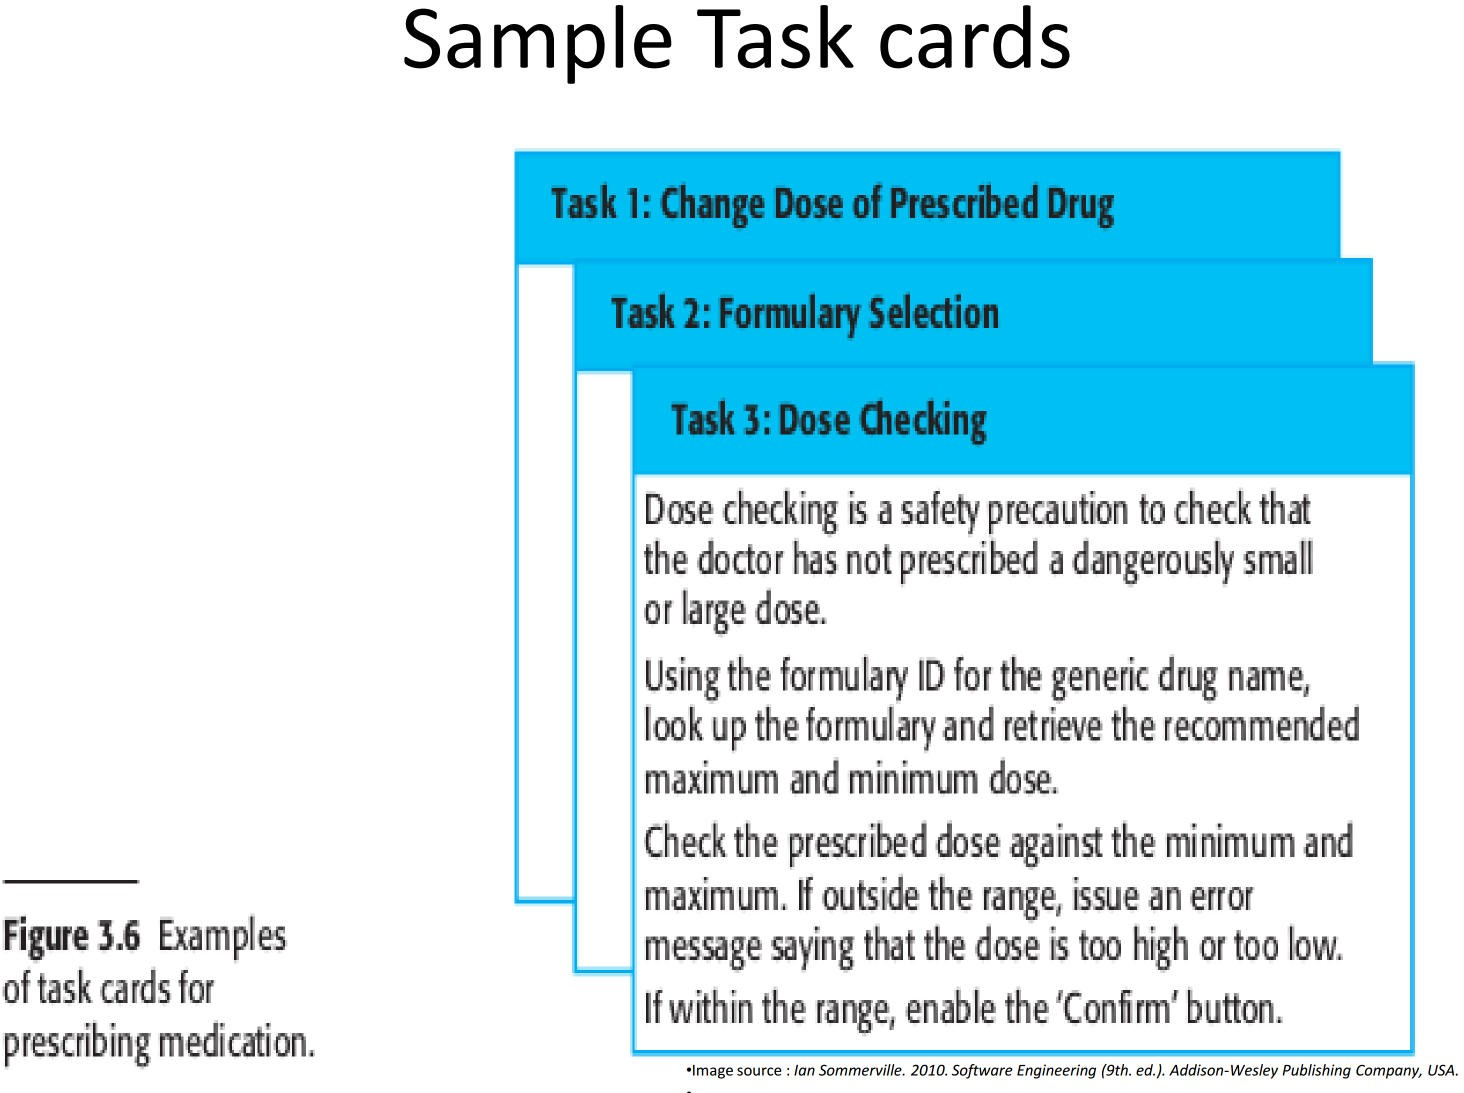 Sample Task cards
Task 1: Change Dose of Prescribed Drug
Task 2: Formulary Selection
Task 3: Dose Checking
Dose checking is a safety precaution to check that
the doctor has not prescribed a dangerously small
or large dose.
Using the formulary ID for the generic drug name,
look up the formulary and retrieve the recommended
maximum and minimum dose.
Check the prescribed dose against the minimum and
maximum. If outside the range, issue an error
message saying that the dose is too high or too low.
If within the range, enable the ‘Confirm’ button.
Figure 3.6 Examples
of task cards for
prescribing medication.
•Image source : Ian Sommerville. 2010. Software Engineering (9th. ed.). Addison-Wesley Publishing Company, USA.
•